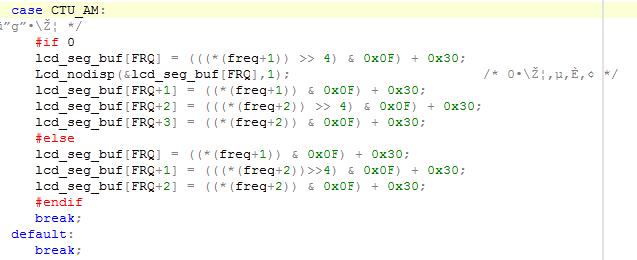 case CTU_AM:
”g”•\Ž¦ */
#if 0
lcd_seg_buf[FRQ] = (((*(freq+1)) >> 4) & 0x0F) + 0x30;
Lcd_nodisp(&lcd_seg_buf[FRQ],1); /* 0•\Ž¦‚µ‚È‚¢ */
lcd_seg_buf[FRQ+1] = ((*(freq+1)) & 0x0F) + 0x30;
lcd_seg_buf[FRQ+2] = (((*(freq+2)) >> 4) & 0x0F) + 0x30;
lcd_seg_buf[FRQ+3] = ((*(freq+2)) & 0x0F) + 0x30;
#else
lcd_seg_buf[FRQ] = ((*(freq+1)) & 0x0F) + 0x30;
lcd_seg_buf[FRQ+1] = (((*(freq+2))>>4) & 0x0F) + 0x30;
lcd_seg_buf[FRQ+2] = ((*(freq+2)) & 0x0F) + 0x30;
#endif
break;
default:
break;